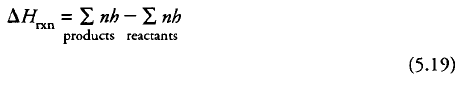 ΔH_rxn = Σ nh − Σ nh
products reactants
(5.19)